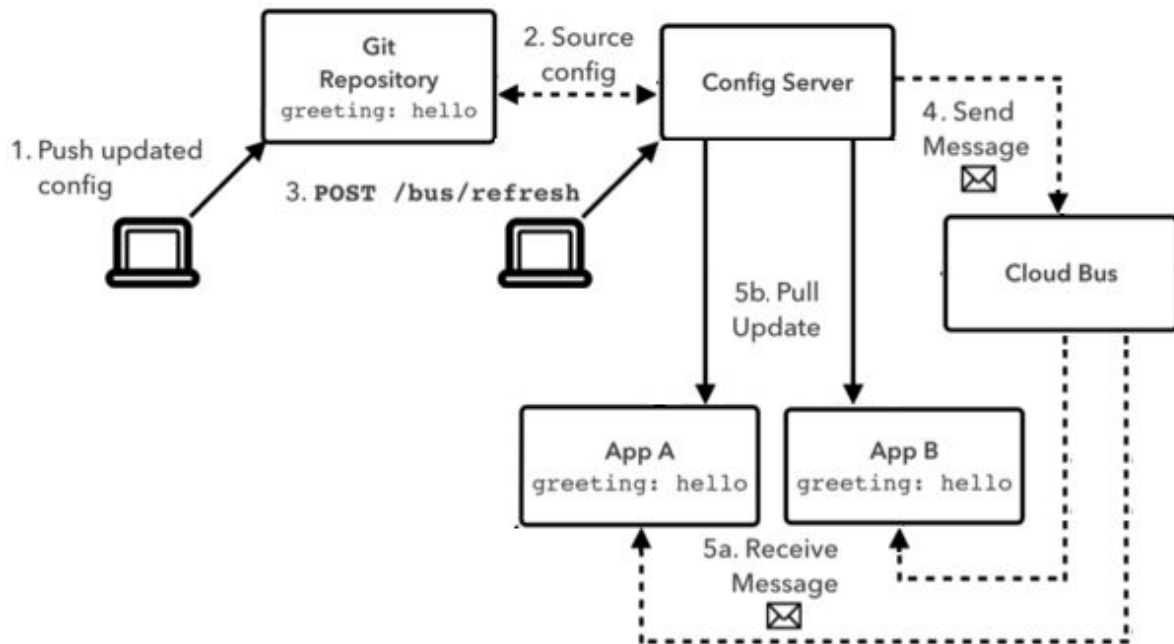 Git
Repository
greeting: hello
2. Source
config
Config Server
1. Push updated
config
3. POST /bus/refresh
4. Send
Message
Cloud Bus
5b. Pull
Update
App A
greeting: hello
App B
greeting: hello
5a. Receive
Message